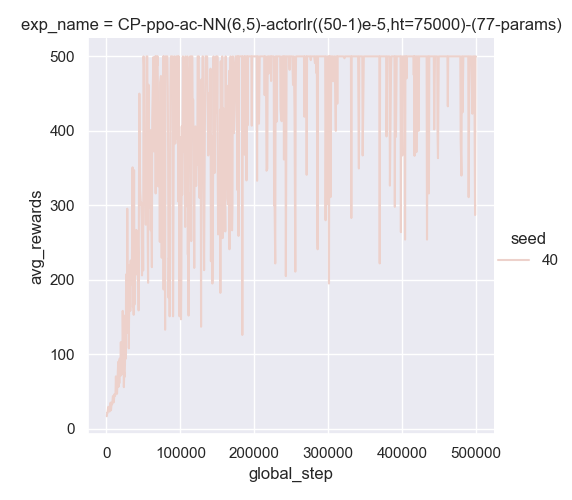 exp_name = CP-ppo-ac-NN(6,5)-actorlr((50-1)e-5,ht=75000)-(77-params)
500
400
300
200
100
0
avg_rewards
0 100000 200000 300000 400000 500000
global_step
seed
40